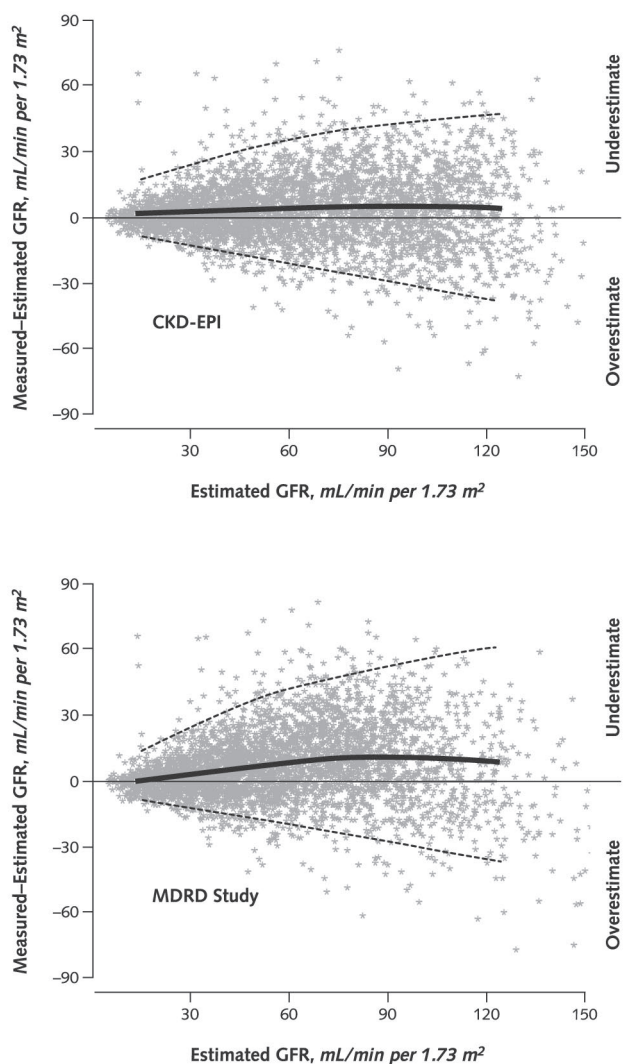 Measured–Estimated GFR, mL/min per 1.73 m²
90
60
30
0
–30
–60
–90
Underestimate
Overestimate
CKD-EPI
30 60 90 120 150
Estimated GFR, mL/min per 1.73 m²
Measured–Estimated GFR, mL/min per 1.73 m²
90
60
30
0
–30
–60
–90
Underestimate
Overestimate
MDRD Study
30 60 90 120 150
Estimated GFR, mL/min per 1.73 m²